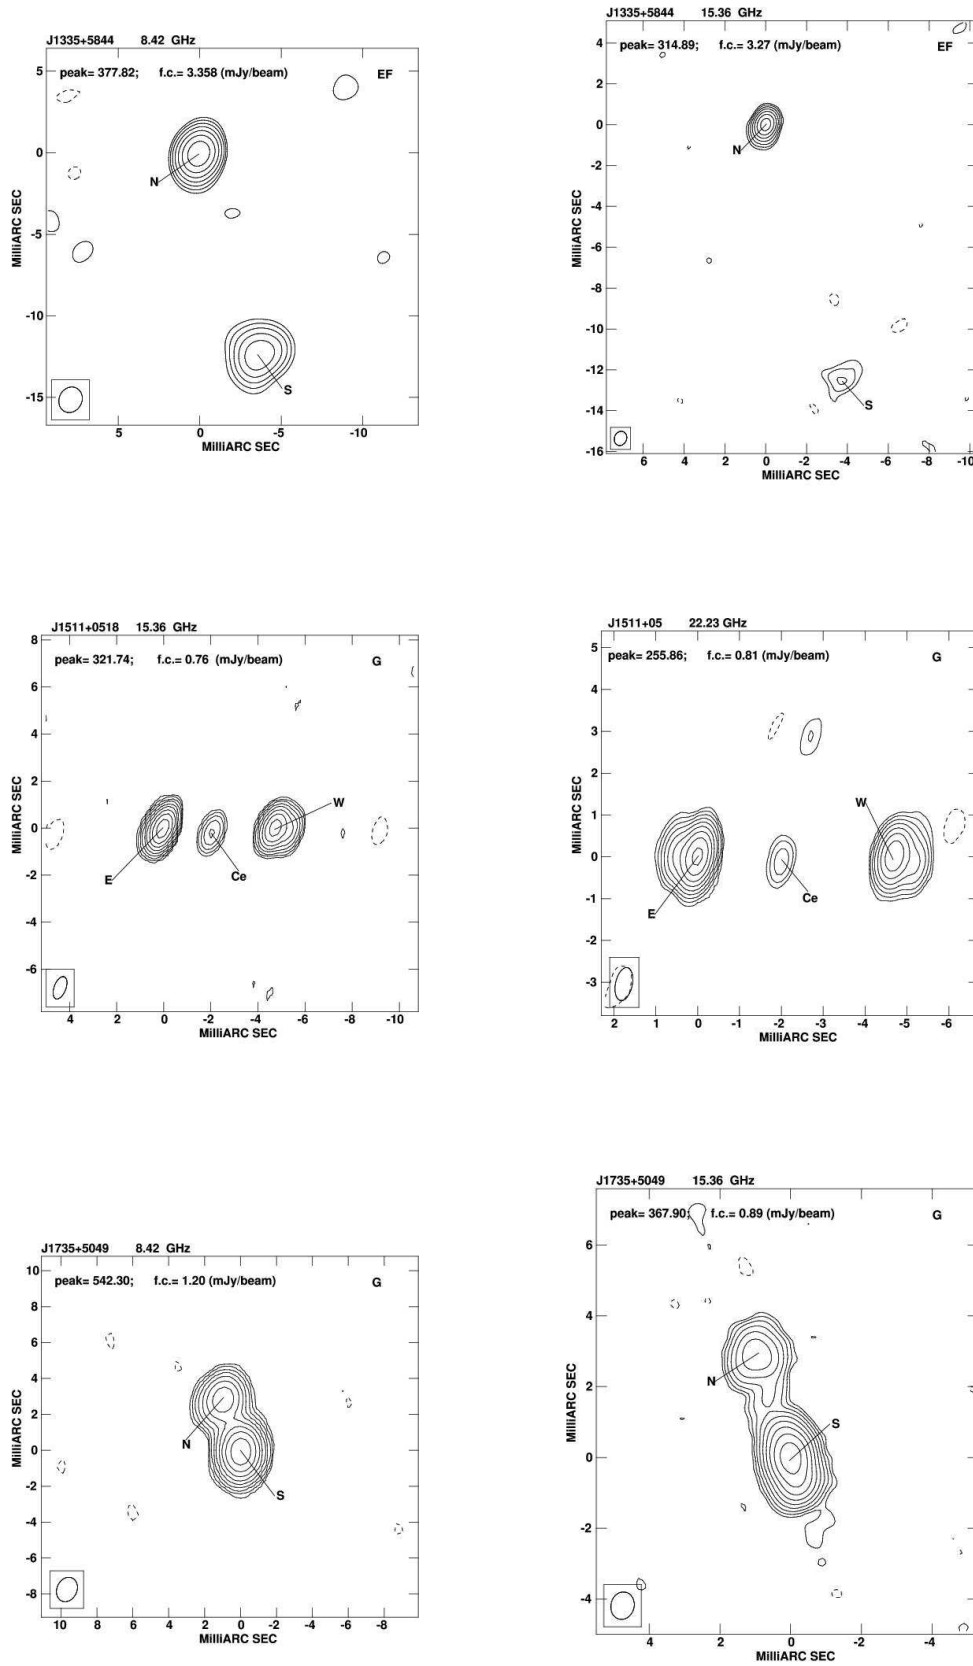 J1335+5844 8.42 GHz
peak= 377.82; f.c.= 3.358 (mJy/beam) EF
MilliARC SEC
5
0
-5
-10
-15
N
S
5 0 -5 -10
MilliARC SEC
J1335+5844 15.36 GHz
peak= 314.89; f.c.= 3.27 (mJy/beam) EF
MilliARC SEC
4
2
0
-2
-4
-6
-8
-10
-12
-14
-16
N
S
6 4 2 0 -2 -4 -6 -8 -10
MilliARC SEC
J1511+0518 15.36 GHz
peak= 321.74; f.c.= 0.76 (mJy/beam) G
MilliARC SEC
8
6
4
2
0
-2
-4
-6
W
E
Ce
4 2 0 -2 -4 -6 -8 -10
MilliARC SEC
J1511+05 22.23 GHz
peak= 255.86; f.c.= 0.81 (mJy/beam) G
MilliARC SEC
5
4
3
2
1
0
-1
-2
-3
W
Ce
E
2 1 0 -1 -2 -3 -4 -5 -6
MilliARC SEC
J1735+5049 8.42 GHz
peak= 542.30; f.c.= 1.20 (mJy/beam) G
MilliARC SEC
10
8
6
4
2
0
-2
-4
-6
-8
N
S
10 8 6 4 2 0 -2 -4 -6 -8
MilliARC SEC
J1735+5049 15.36 GHz
peak= 367.90; f.c.= 0.89 (mJy/beam) G
MilliARC SEC
6
4
2
0
-2
-4
N
S
4 2 0 -2 -4
MilliARC SEC